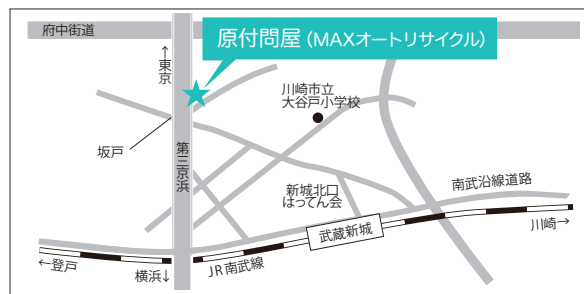 府中街道
原付問屋（MAXオートリサイクル）
↑東京
川崎市立
大谷戸小学校
坂戸
第三京浜
新城北口
はってん会
南武沿線道路
武蔵新城
川崎→
←登戸
横浜↓
JR南武線